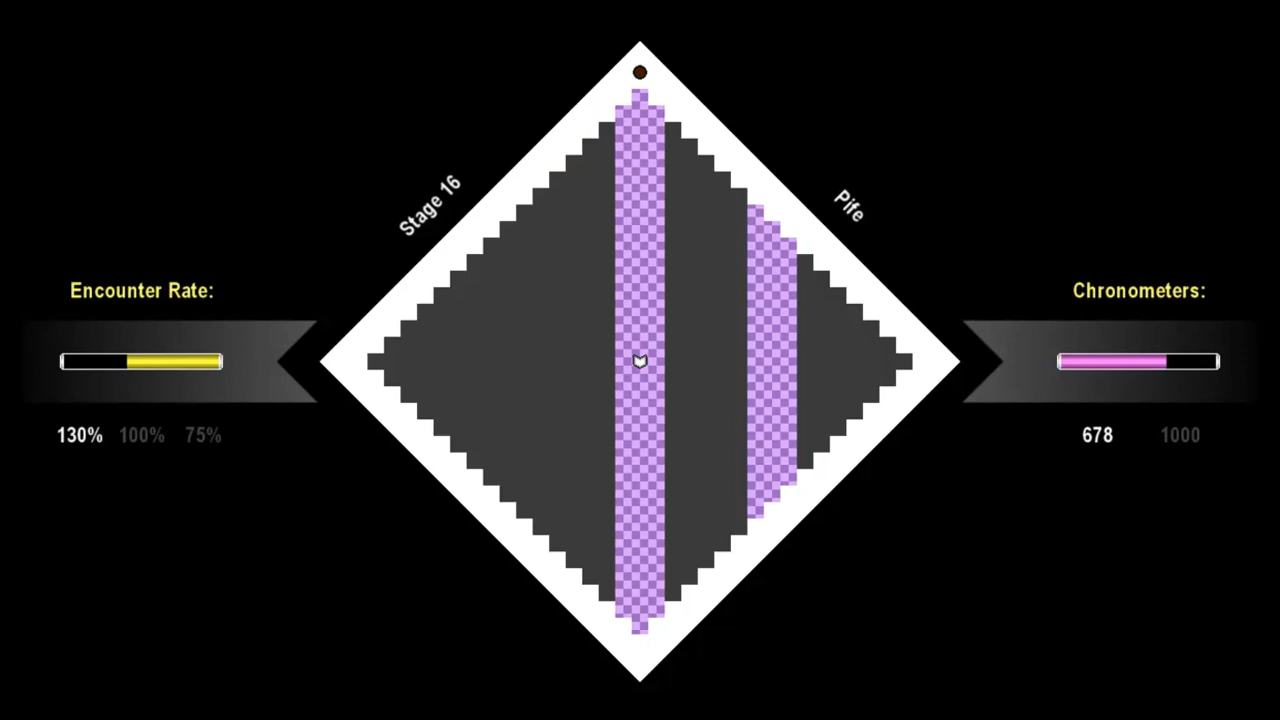 Stage 16
Pife
Encounter Rate:
130% 100% 75%
Chronometers:
678 1000